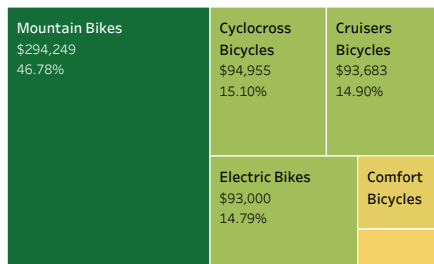 Mountain Bikes
$294,249
46.78%
Cyclocross
Bicycles
$94,955
15.10%
Cruisers
Bicycles
$93,683
14.90%
Electric Bikes
$93,000
14.79%
Comfort
Bicycles